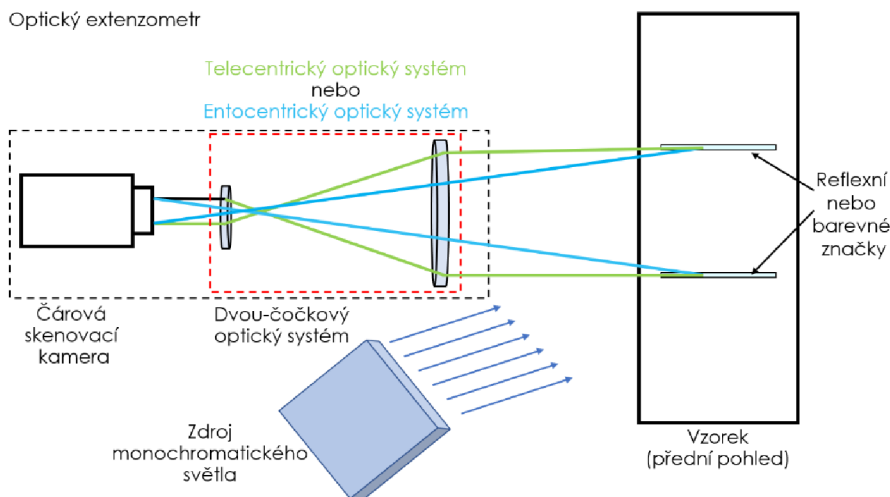 Optický extenzometr
Telecentrický optický systém
nebo
Entocentrický optický systém
Reflexní
nebo
barevné
značky
Čárová
skenovací
kamera
Dvou-čočkový
optický systém
Zdroj
monochromatického
světla
Vzorek
(přední pohled)